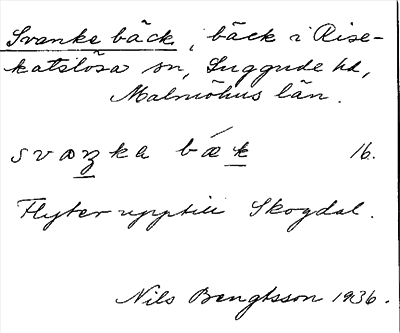 Svanke bäck, bäck i Rise-
katslösa sn, Luggude hd,
Malmöhus län.
svaŋka bæk 16.
Flyter upptill Skogdal.
Nils Bengtsson 1936.